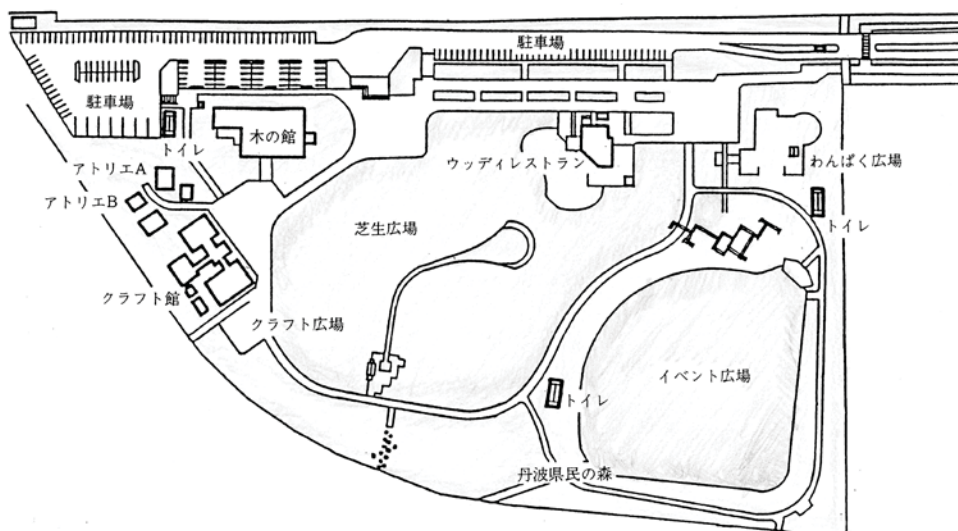 駐車場
駐車場
木の館
トイレ
ウッディレストラン
わんぱく広場
アトリエA
アトリエB
トイレ
芝生広場
クラフト館
クラフト広場
イベント広場
トイレ
丹波県民の森